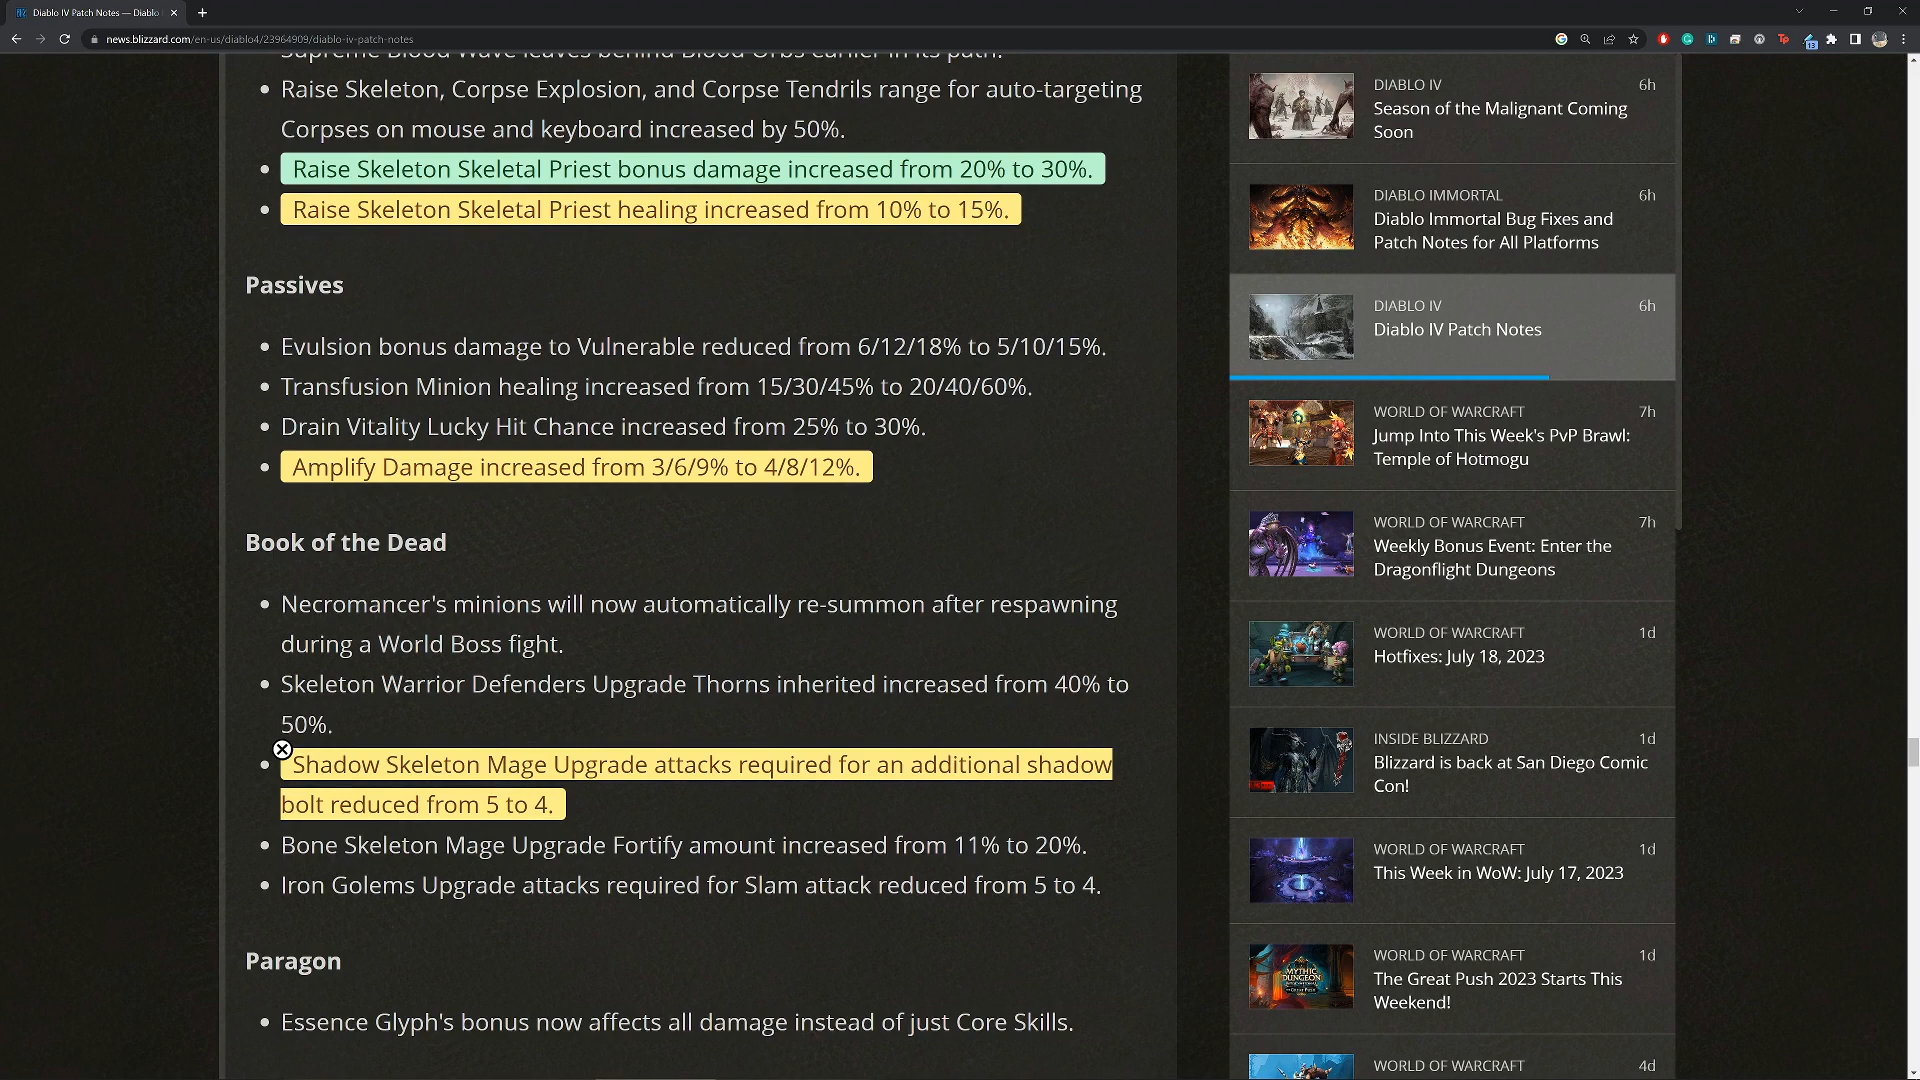 Diablo IV Patch Notes — Diablo
news.blizzard.com/en-us/diablo4/23964909/diablo-iv-patch-notes
13
Supreme Blood Wave leaves behind Blood Orbs earlier in its path.
Raise Skeleton, Corpse Explosion, and Corpse Tendrils range for auto-targeting
Corpses on mouse and keyboard increased by 50%.
Raise Skeleton Skeletal Priest bonus damage increased from 20% to 30%.
Raise Skeleton Skeletal Priest healing increased from 10% to 15%.
Passives
Evulsion bonus damage to Vulnerable reduced from 6/12/18% to 5/10/15%.
Transfusion Minion healing increased from 15/30/45% to 20/40/60%.
Drain Vitality Lucky Hit Chance increased from 25% to 30%.
Amplify Damage increased from 3/6/9% to 4/8/12%.
Book of the Dead
Necromancer's minions will now automatically re-summon after respawning
during a World Boss fight.
Skeleton Warrior Defenders Upgrade Thorns inherited increased from 40% to
50%.
Shadow Skeleton Mage Upgrade attacks required for an additional shadow
bolt reduced from 5 to 4.
Bone Skeleton Mage Upgrade Fortify amount increased from 11% to 20%.
Iron Golems Upgrade attacks required for Slam attack reduced from 5 to 4.
Paragon
Essence Glyph's bonus now affects all damage instead of just Core Skills.
DIABLO IV 6h
Season of the Malignant Coming
Soon
DIABLO IMMORTAL 6h
Diablo Immortal Bug Fixes and
Patch Notes for All Platforms
DIABLO IV 6h
Diablo IV Patch Notes
WORLD OF WARCRAFT 7h
Jump Into This Week's PvP Brawl:
Temple of Hotmogu
WORLD OF WARCRAFT 7h
Weekly Bonus Event: Enter the
Dragonflight Dungeons
WORLD OF WARCRAFT 1d
Hotfixes: July 18, 2023
INSIDE BLIZZARD 1d
Blizzard is back at San Diego Comic
Con!
WORLD OF WARCRAFT 1d
This Week in WoW: July 17, 2023
MYTHIC
DUNGEON
WORLD OF WARCRAFT 1d
The Great Push 2023 Starts This
Weekend!
WORLD OF WARCRAFT 4d